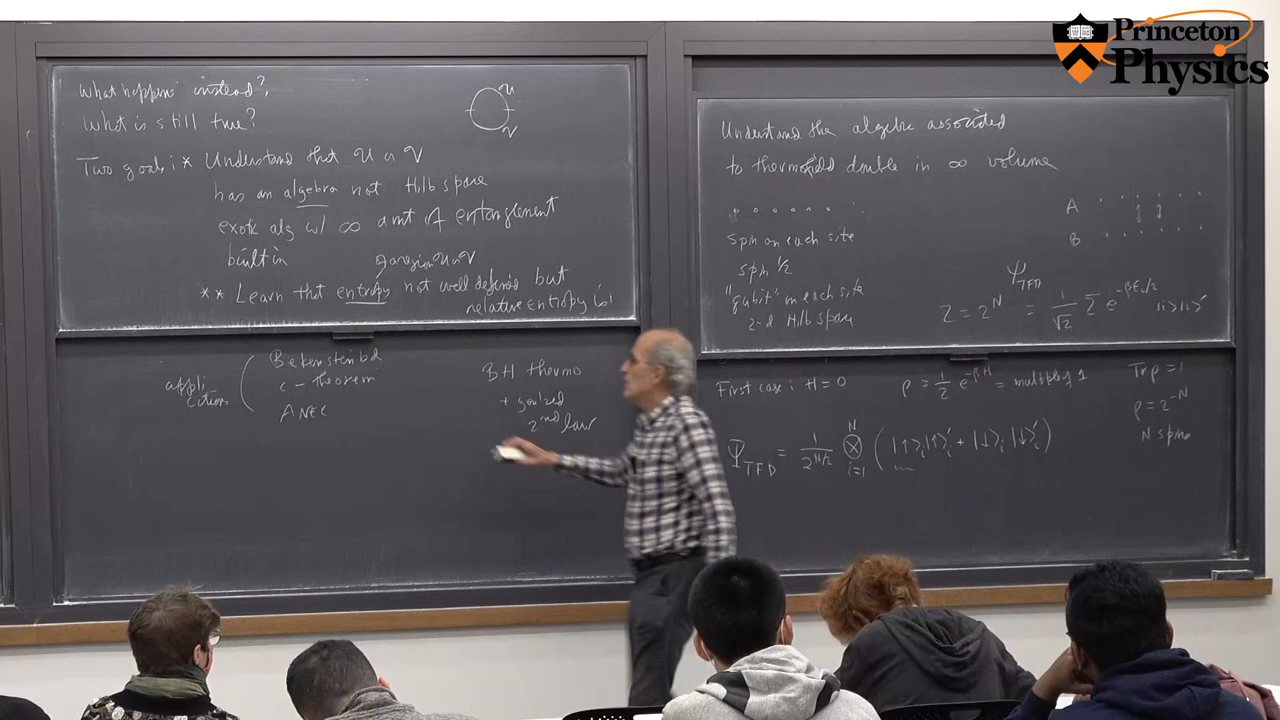 Princeton
Physics
What happens instead?
What is still true?
U
V
Two goals: * Understand that U or V
has an algebra not Hilb space
exotic alg w/ ∞ amt of entanglement
built in
** Learn that entropy not well defined but
relative entropy is!
appli
cations
Bekenstein bd
c - theorem
ANEC
BH thermo
+ genlized
2nd law
Understand the algebra associated
to thermofield double in ∞ volume
spin on each site
spin 1/2
"qubit" on each site
2-d Hilb space
A
B
Ψ_TFD
Z = 2^N = 1/√Z Σ e^{-βE_i/2} |i>|i>'
First case: H = 0
ρ = 1/Z e^{-βH} = multiple of 1
Tr ρ = 1
ρ = 2^{-N}
N spins
Ψ_TFD = 1/2^{N/2} ⊗_{i=1}^N (|↑>_i|↑>'_i + |↓>_i|↓>'_i)